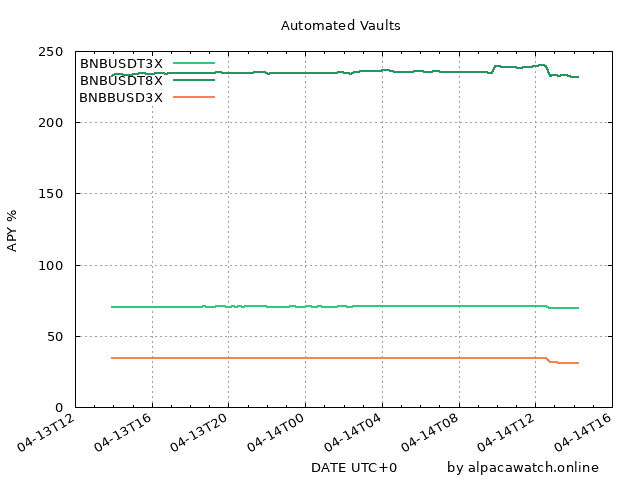 Automated Vaults
250
200
150
100
50
0
APY %
BNBUSDT3X
BNBUSDT8X
BNBBUSD3X
04-13T12
04-13T16
04-13T20
04-14T00
04-14T04
04-14T08
04-14T12
04-14T16
DATE UTC+0
by alpacawatch.online